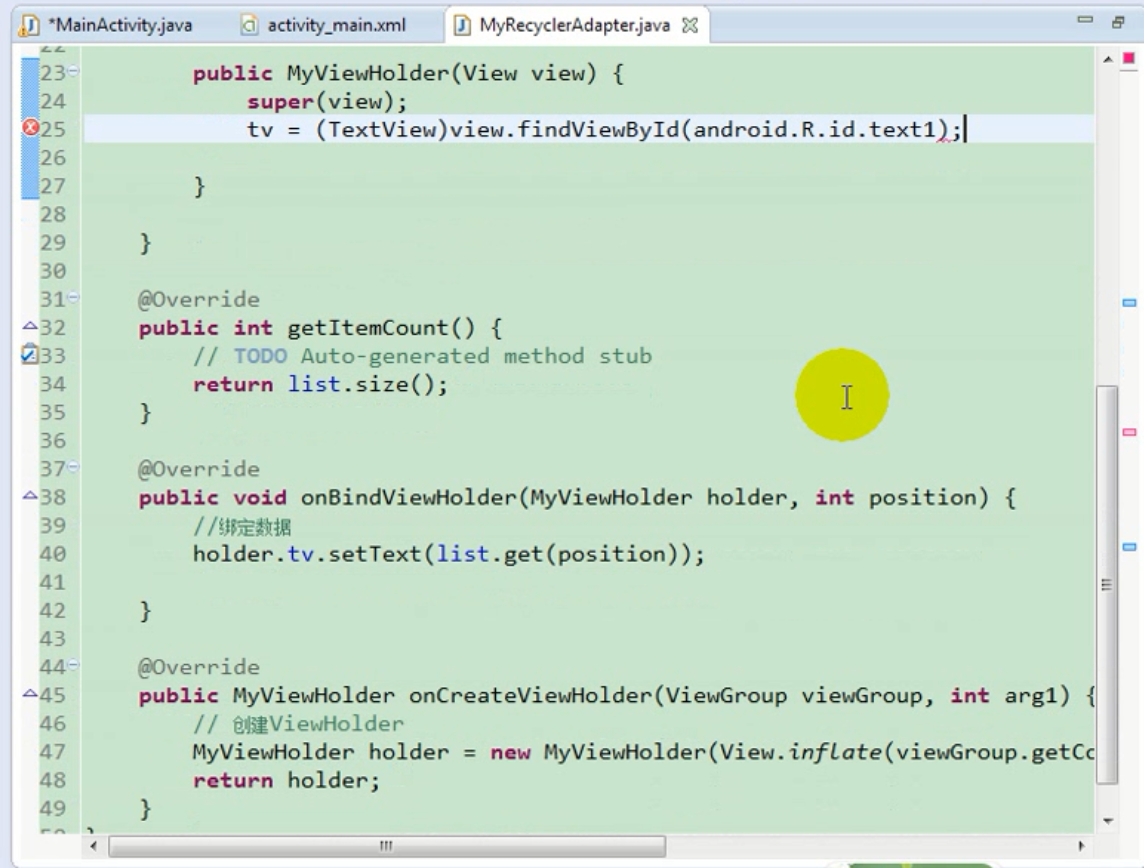 *MainActivity.java activity_main.xml MyRecyclerAdapter.java
22
23 public MyViewHolder(View view) {
24 super(view);
25 tv = (TextView)view.findViewById(android.R.id.text1);
26
27 }
28
29 }
30
31 @Override
32 public int getItemCount() {
33 // TODO Auto-generated method stub
34 return list.size();
35 }
36
37 @Override
38 public void onBindViewHolder(MyViewHolder holder, int position) {
39 //绑定数据
40 holder.tv.setText(list.get(position));
41
42 }
43
44 @Override
45 public MyViewHolder onCreateViewHolder(ViewGroup viewGroup, int arg1) {
46 // 创建ViewHolder
47 MyViewHolder holder = new MyViewHolder(View.inflate(viewGroup.getCo
48 return holder;
49 }
50 }